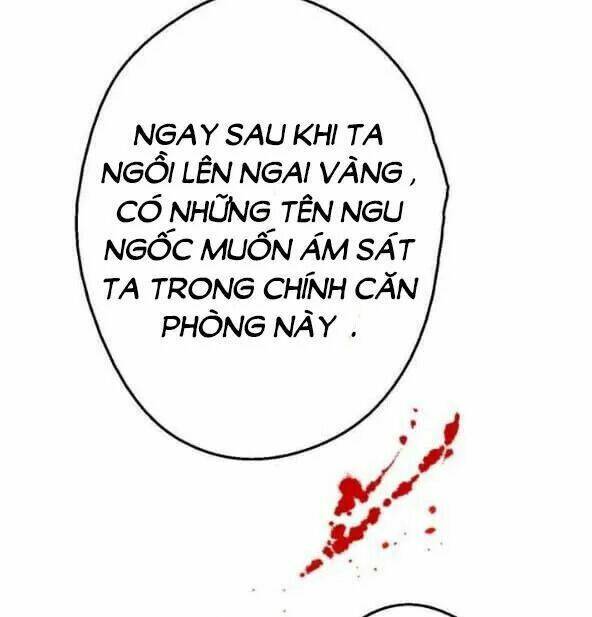 NGAY SAU KHI TA
NGỒI LÊN NGAI VÀNG ,
CÓ NHỮNG TÊN NGU
NGỐC MUỐN ÁM SÁT
TA TRONG CHÍNH CĂN
PHÒNG NÀY .